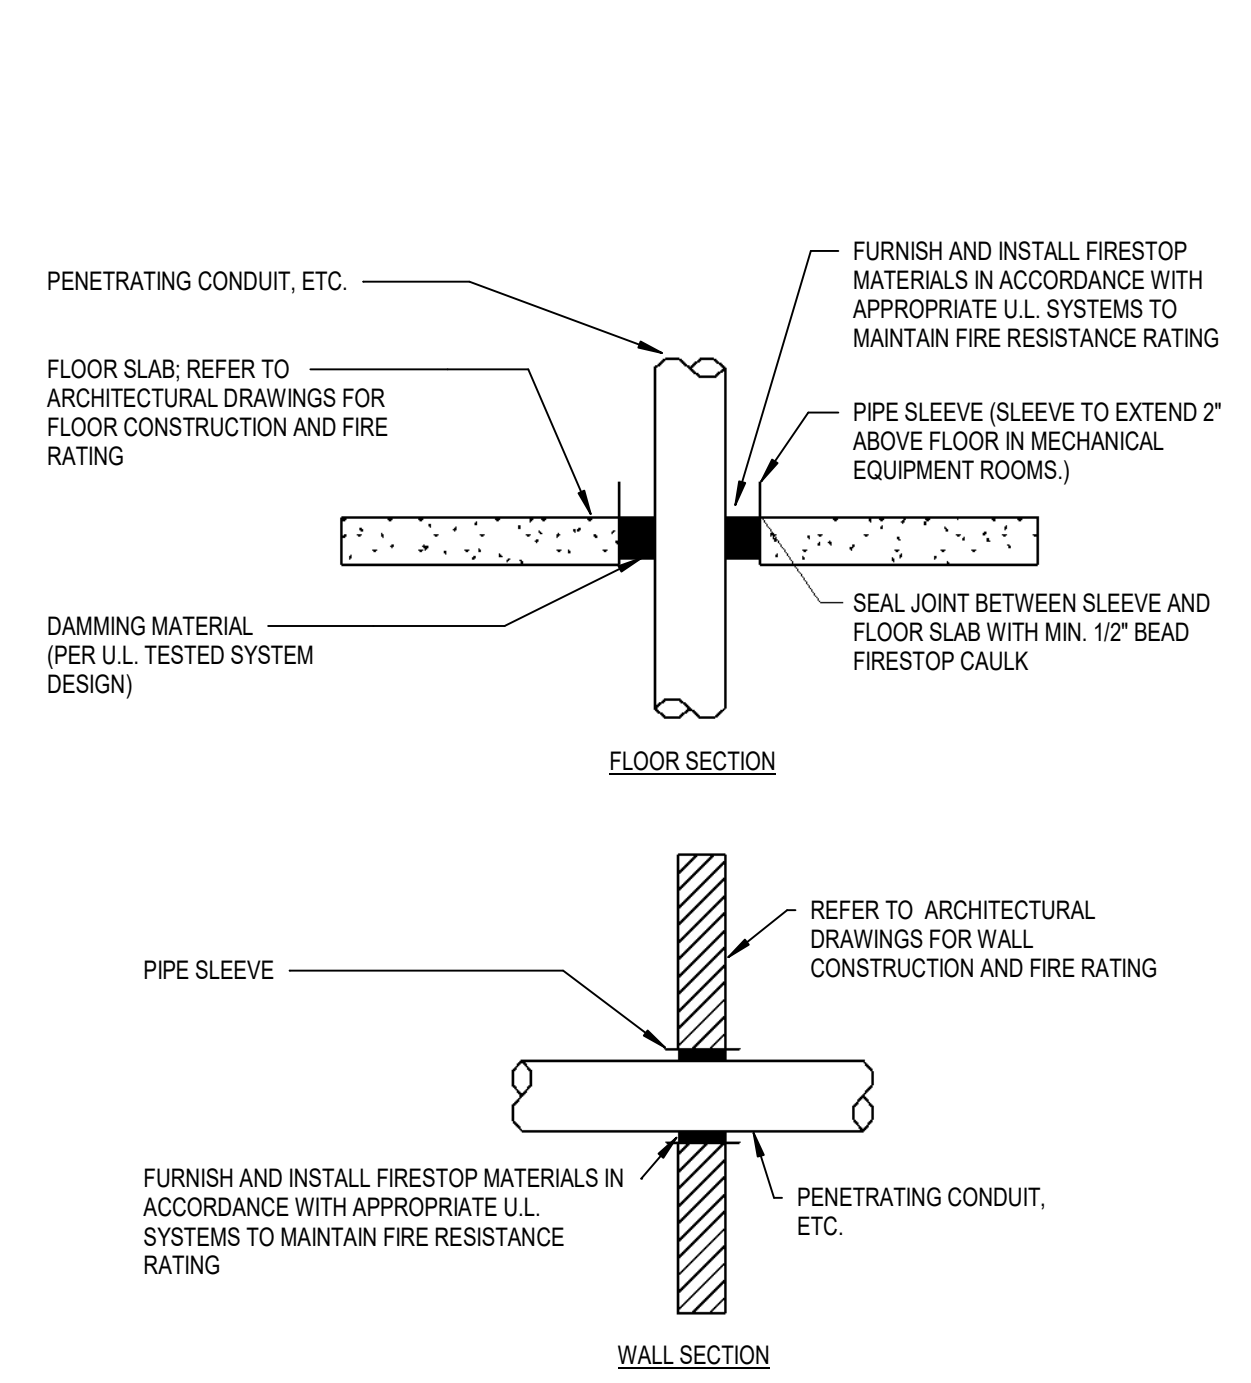 PENETRATING CONDUIT, ETC.
FLOOR SLAB; REFER TO
ARCHITECTURAL DRAWINGS FOR
FLOOR CONSTRUCTION AND FIRE
RATING
DAMMING MATERIAL
(PER U.L. TESTED SYSTEM
DESIGN)
FURNISH AND INSTALL FIRESTOP
MATERIALS IN ACCORDANCE WITH
APPROPRIATE U.L. SYSTEMS TO
MAINTAIN FIRE RESISTANCE RATING
PIPE SLEEVE (SLEEVE TO EXTEND 2"
ABOVE FLOOR IN MECHANICAL
EQUIPMENT ROOMS.)
SEAL JOINT BETWEEN SLEEVE AND
FLOOR SLAB WITH MIN. 1/2" BEAD
FIRESTOP CAULK
FLOOR SECTION
PIPE SLEEVE
REFER TO ARCHITECTURAL
DRAWINGS FOR WALL
CONSTRUCTION AND FIRE RATING
FURNISH AND INSTALL FIRESTOP MATERIALS IN
ACCORDANCE WITH APPROPRIATE U.L.
SYSTEMS TO MAINTAIN FIRE RESISTANCE
RATING
PENETRATING CONDUIT,
ETC.
WALL SECTION